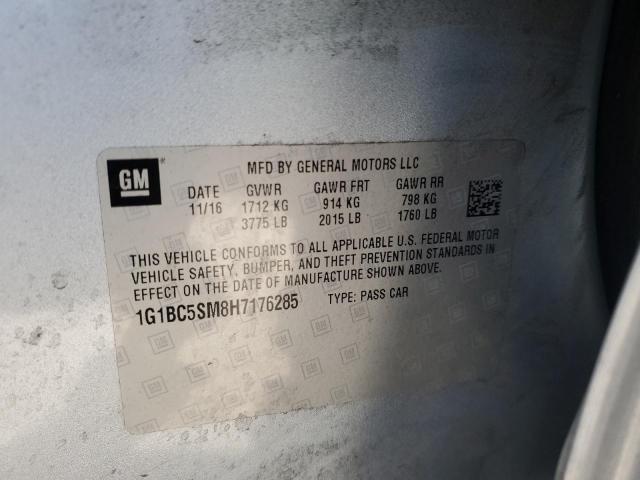 GM
MFD BY GENERAL MOTORS LLC
DATE GVWR GAWR FRT GAWR RR
11/16 1712 KG 914 KG 798 KG
3775 LB 2015 LB 1760 LB
THIS VEHICLE CONFORMS TO ALL APPLICABLE U.S. FEDERAL MOTOR
VEHICLE SAFETY, BUMPER, AND THEFT PREVENTION STANDARDS IN
EFFECT ON THE DATE OF MANUFACTURE SHOWN ABOVE.
1G1BC5SM8H7176285 TYPE: PASS CAR